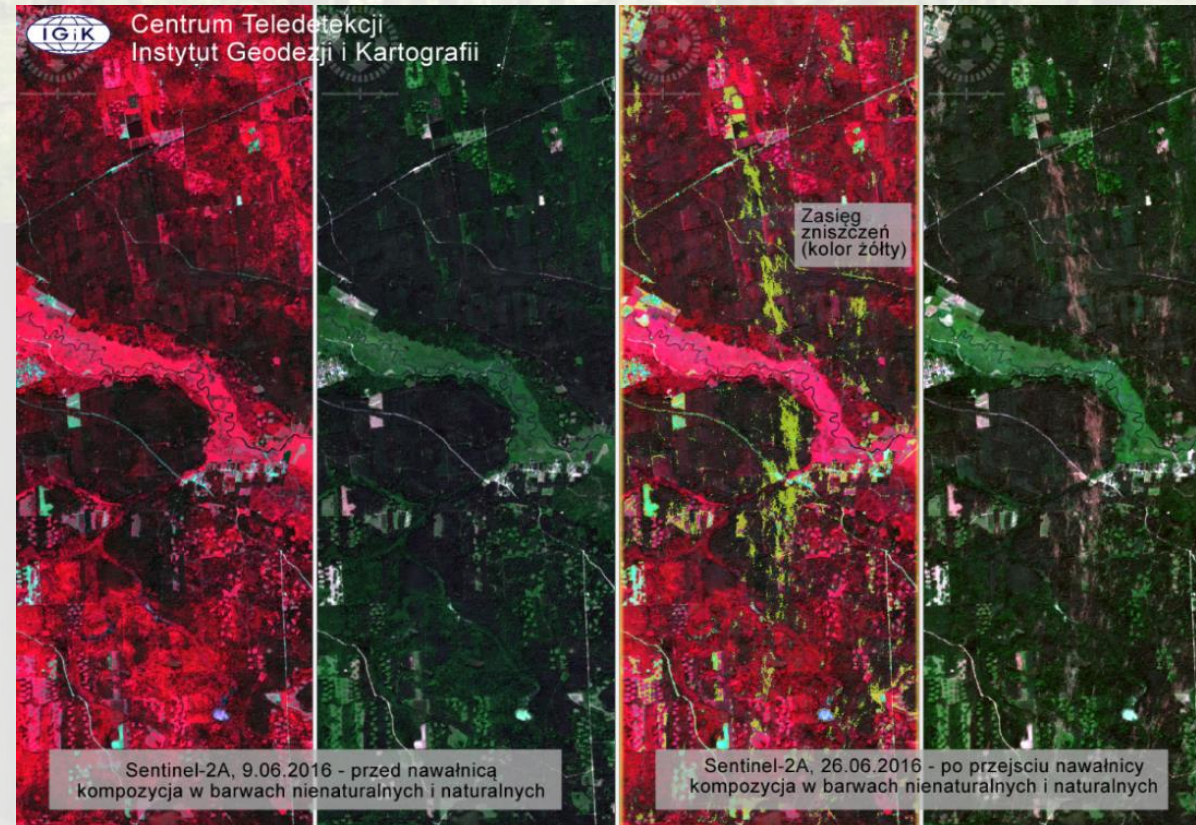 IGiK
Centrum Teledetekcji
Instytut Geodezji i Kartografii
Zasięg
zniszczeń
(kolor żółty)
Sentinel-2A, 9.06.2016 - przed nawałnicą
kompozycja w barwach nienaturalnych i naturalnych
Sentinel-2A, 26.06.2016 - po przejsciu nawałnicy
kompozycja w barwach nienaturalnych i naturalnych